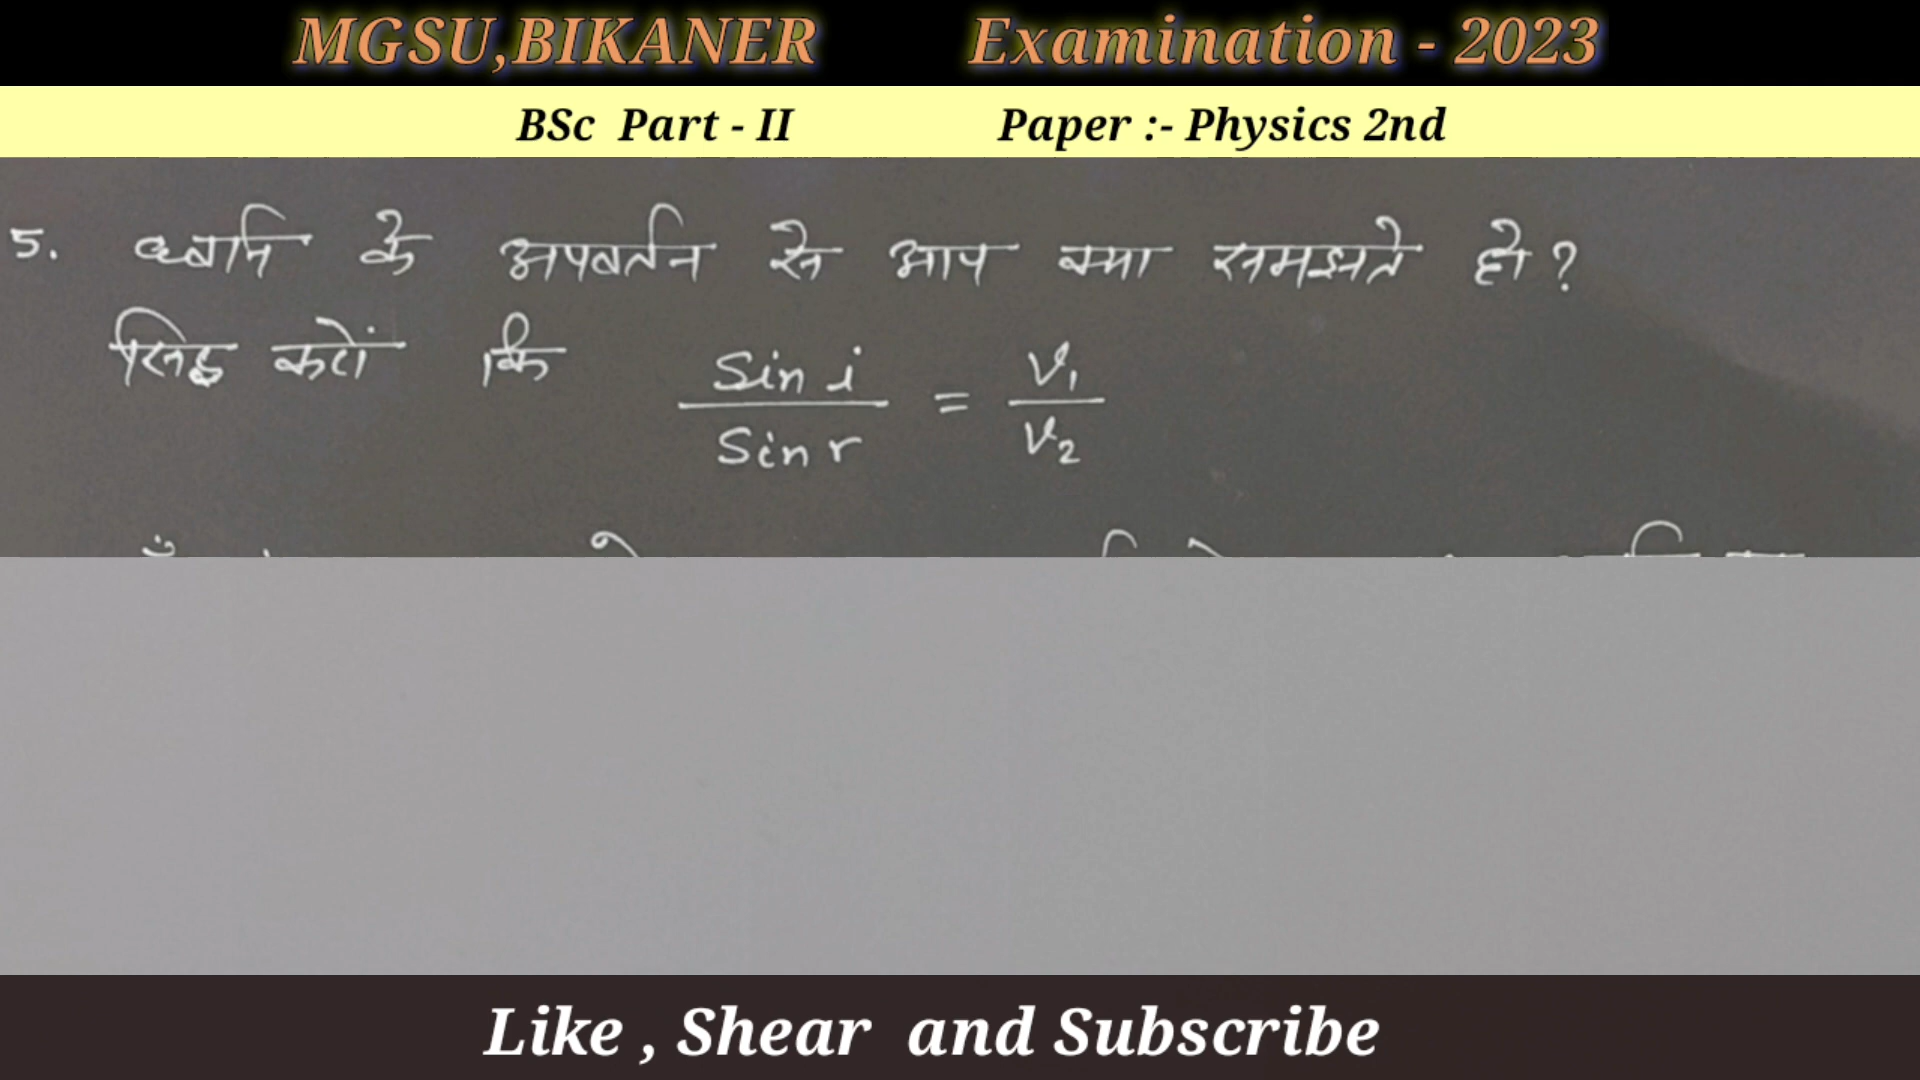 MGSU,BIKANER Examination - 2023
BSc Part - II Paper :- Physics 2nd
5. ध्वनि के अपवर्तन से आप क्या समझते हो ?
सिद्ध करों कि Sin i / Sin r = V₁ / V₂
Like , Shear and Subscribe